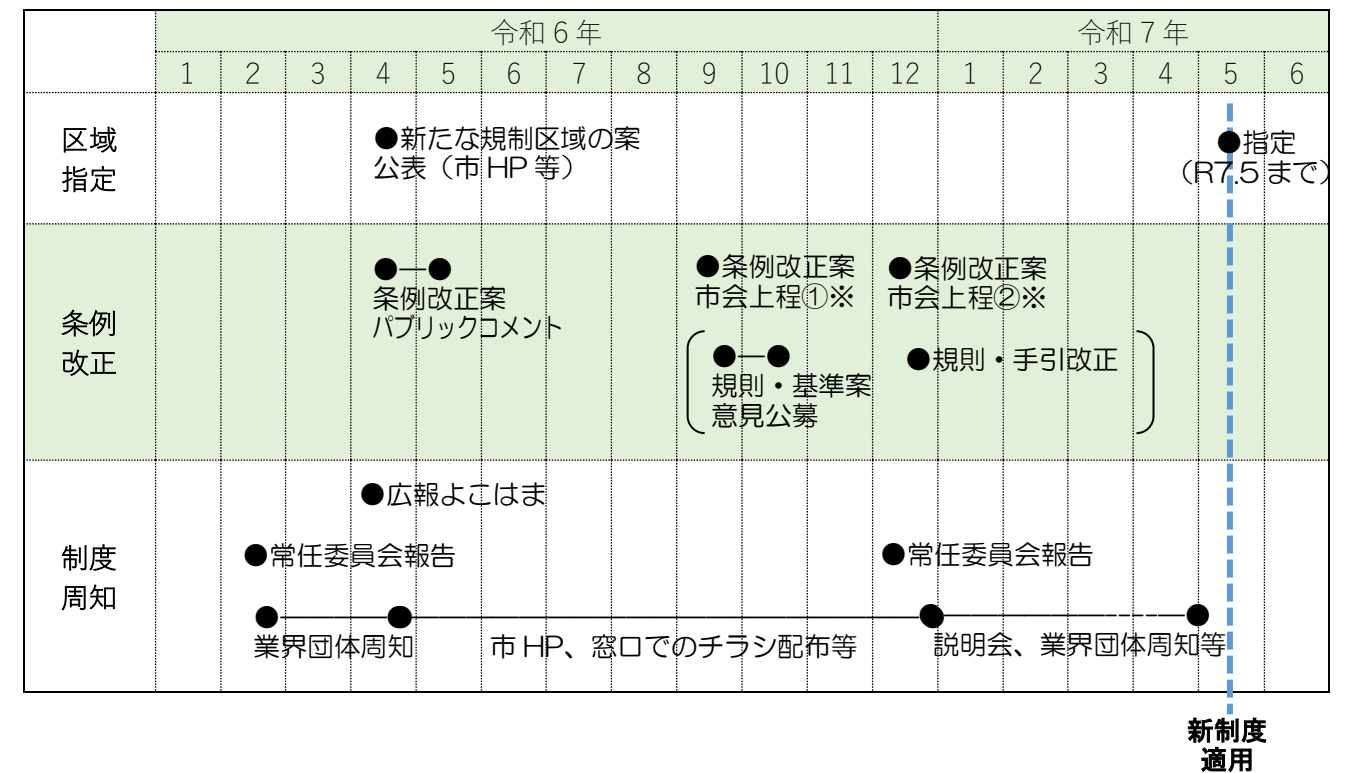 令和6年 令和7年
1 2 3 4 5 6 7 8 9 10 11 12 1 2 3 4 5 6
区域
指定
●新たな規制区域の案
公表（市HP等）
●指定
（R7.5まで）
条例
改正
●―●
条例改正案
パブリックコメント
●条例改正案
市会上程①※
●条例改正案
市会上程②※
●―●
規則・基準案
意見公募
●規則・手引改正
制度
周知
●広報よこはま
●常任委員会報告
●常任委員会報告
業界団体周知
市HP、窓口でのチラシ配布等
説明会、業界団体周知等
新制度
適用